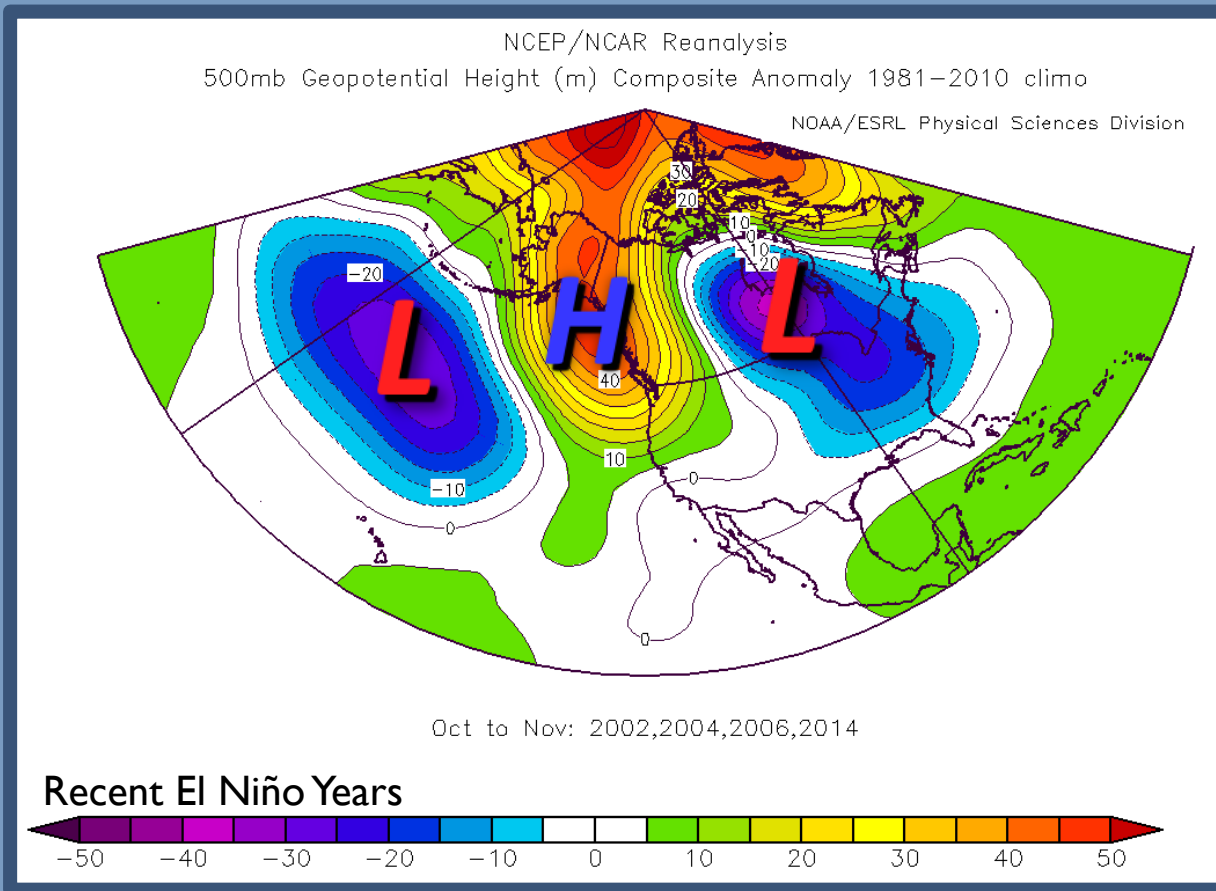 NCEP/NCAR Reanalysis
500mb Geopotential Height (m) Composite Anomaly 1981-2010 climo
NOAA/ESRL Physical Sciences Division
30
20
10
0
-10
-20
-20
L
H
L
40
10
-10
0
0
0
Oct to Nov: 2002,2004,2006,2014
Recent El Niño Years
-50 -40 -30 -20 -10 0 10 20 30 40 50